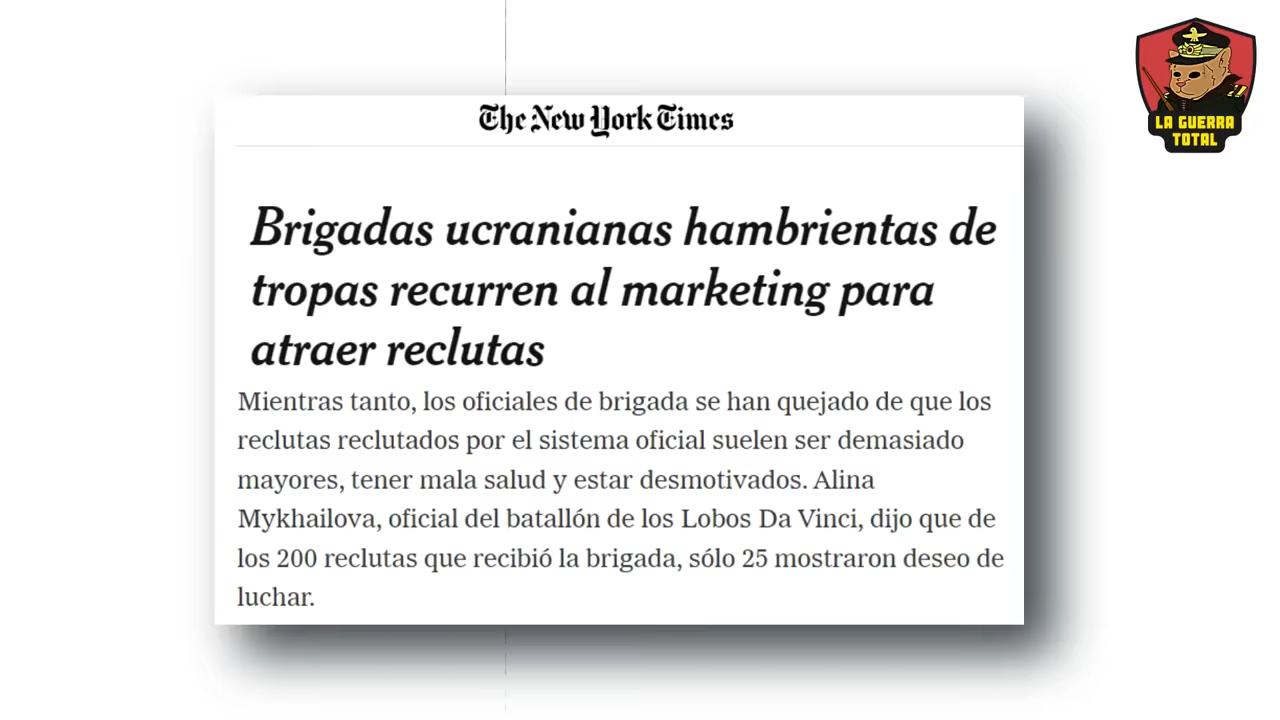 The New York Times
Brigadas ucranianas hambrientas de
tropas recurren al marketing para
atraer reclutas
Mientras tanto, los oficiales de brigada se han quejado de que los
reclutas reclutados por el sistema oficial suelen ser demasiado
mayores, tener mala salud y estar desmotivados. Alina
Mykhailova, oficial del batallón de los Lobos Da Vinci, dijo que de
los 200 reclutas que recibió la brigada, sólo 25 mostraron deseo de
luchar.
LA GUERRA
TOTAL